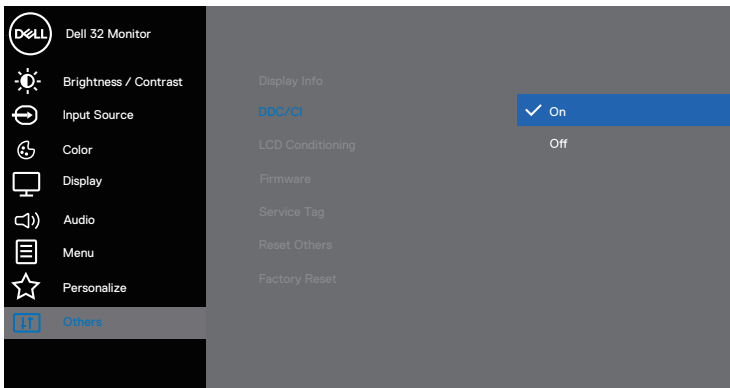 DELL
Dell 32 Monitor
Brightness / Contrast
Input Source
Color
Display
Audio
Menu
Personalize
Others
Display Info
DDC/CI
LCD Conditioning
Firmware
Service Tag
Reset Others
Factory Reset
On
Off